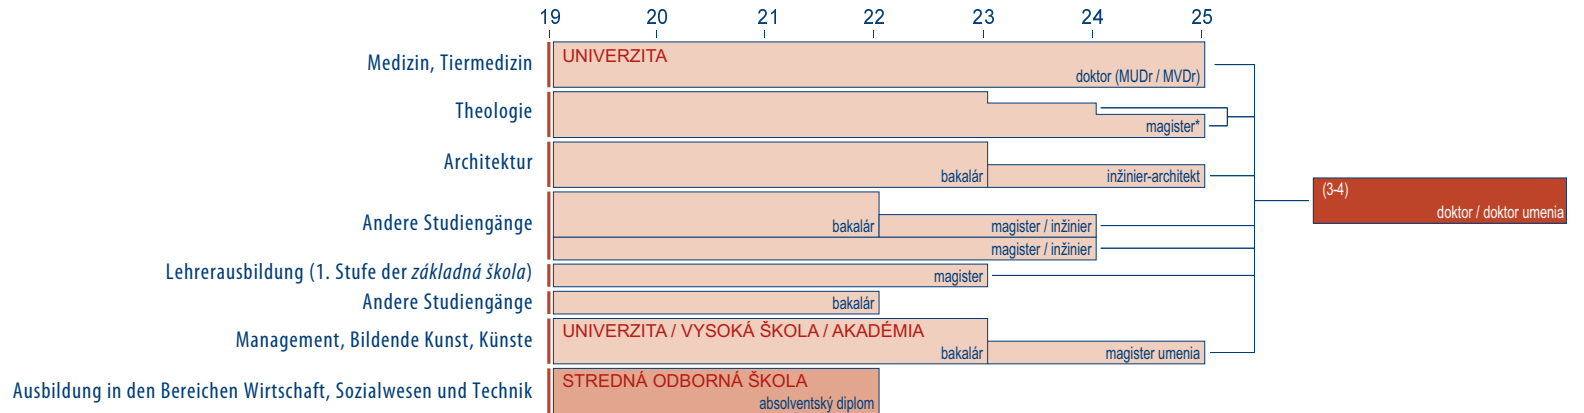 19 20 21 22 23 24 25
Medizin, Tiermedizin
UNIVERZITA
doktor (MUDr / MVDr)
Theologie
magister*
Architektur
bakalár
inžinier-architekt
(3-4)
doktor / doktor umenia
Andere Studiengänge
bakalár
magister / inžinier
magister / inžinier
Lehrerausbildung (1. Stufe der základná škola)
magister
Andere Studiengänge
bakalár
Management, Bildende Kunst, Künste
UNIVERZITA / VYSOKÁ ŠKOLA / AKADÉMIA
bakalár
magister umenia
Ausbildung in den Bereichen Wirtschaft, Sozialwesen und Technik
STREDNÁ ODBORNÁ ŠKOLA
absolventský diplom